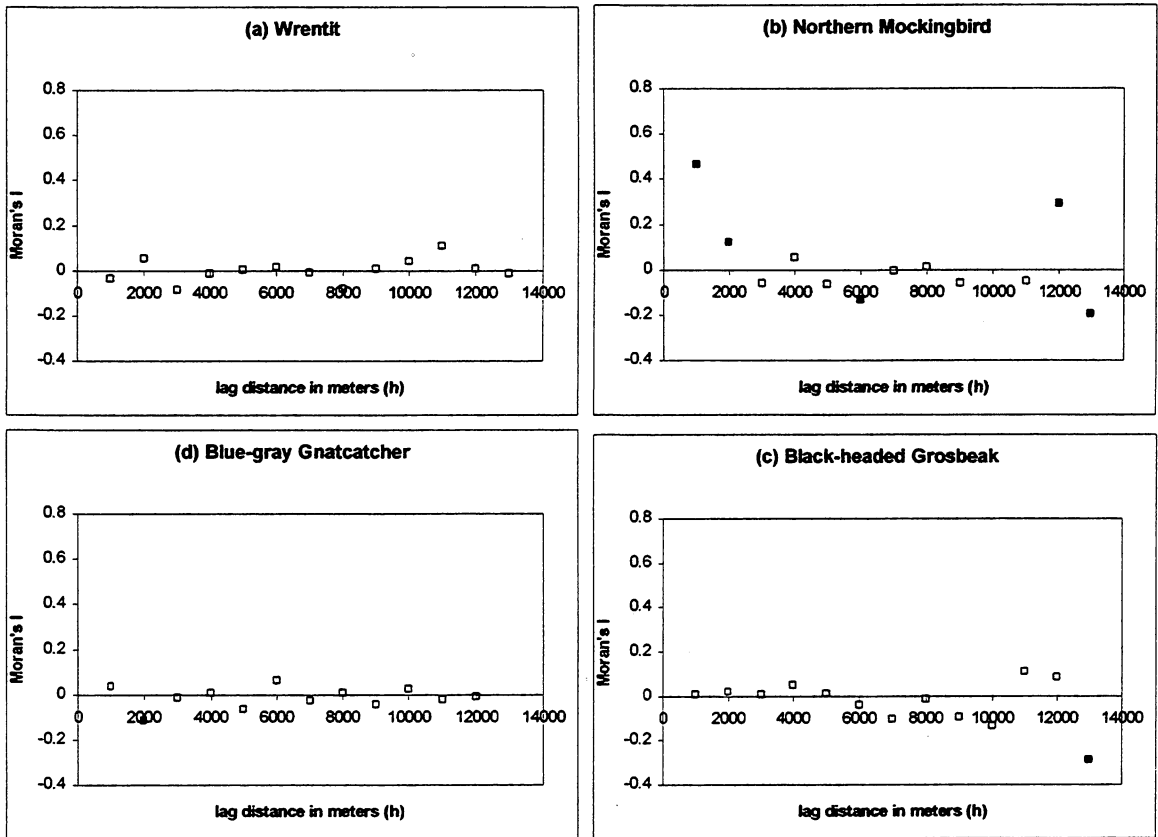 (a) Wrentit
0.8
0.6
0.4
0.2
0
-0.2
-0.4
0 2000 4000 6000 8000 10000 12000 14000
Moran's I
lag distance in meters (h)
(b) Northern Mockingbird
0.8
0.6
0.4
0.2
0
-0.2
-0.4
0 2000 4000 6000 8000 10000 12000 14000
Moran's I
lag distance in meters (h)
(d) Blue-gray Gnatcatcher
0.8
0.6
0.4
0.2
0
-0.2
-0.4
0 2000 4000 6000 8000 10000 12000 14000
Moran's I
lag distance in meters (h)
(c) Black-headed Grosbeak
0.8
0.6
0.4
0.2
0
-0.2
-0.4
0 2000 4000 6000 8000 10000 12000 14000
Moran's I
lag distance in meters (h)